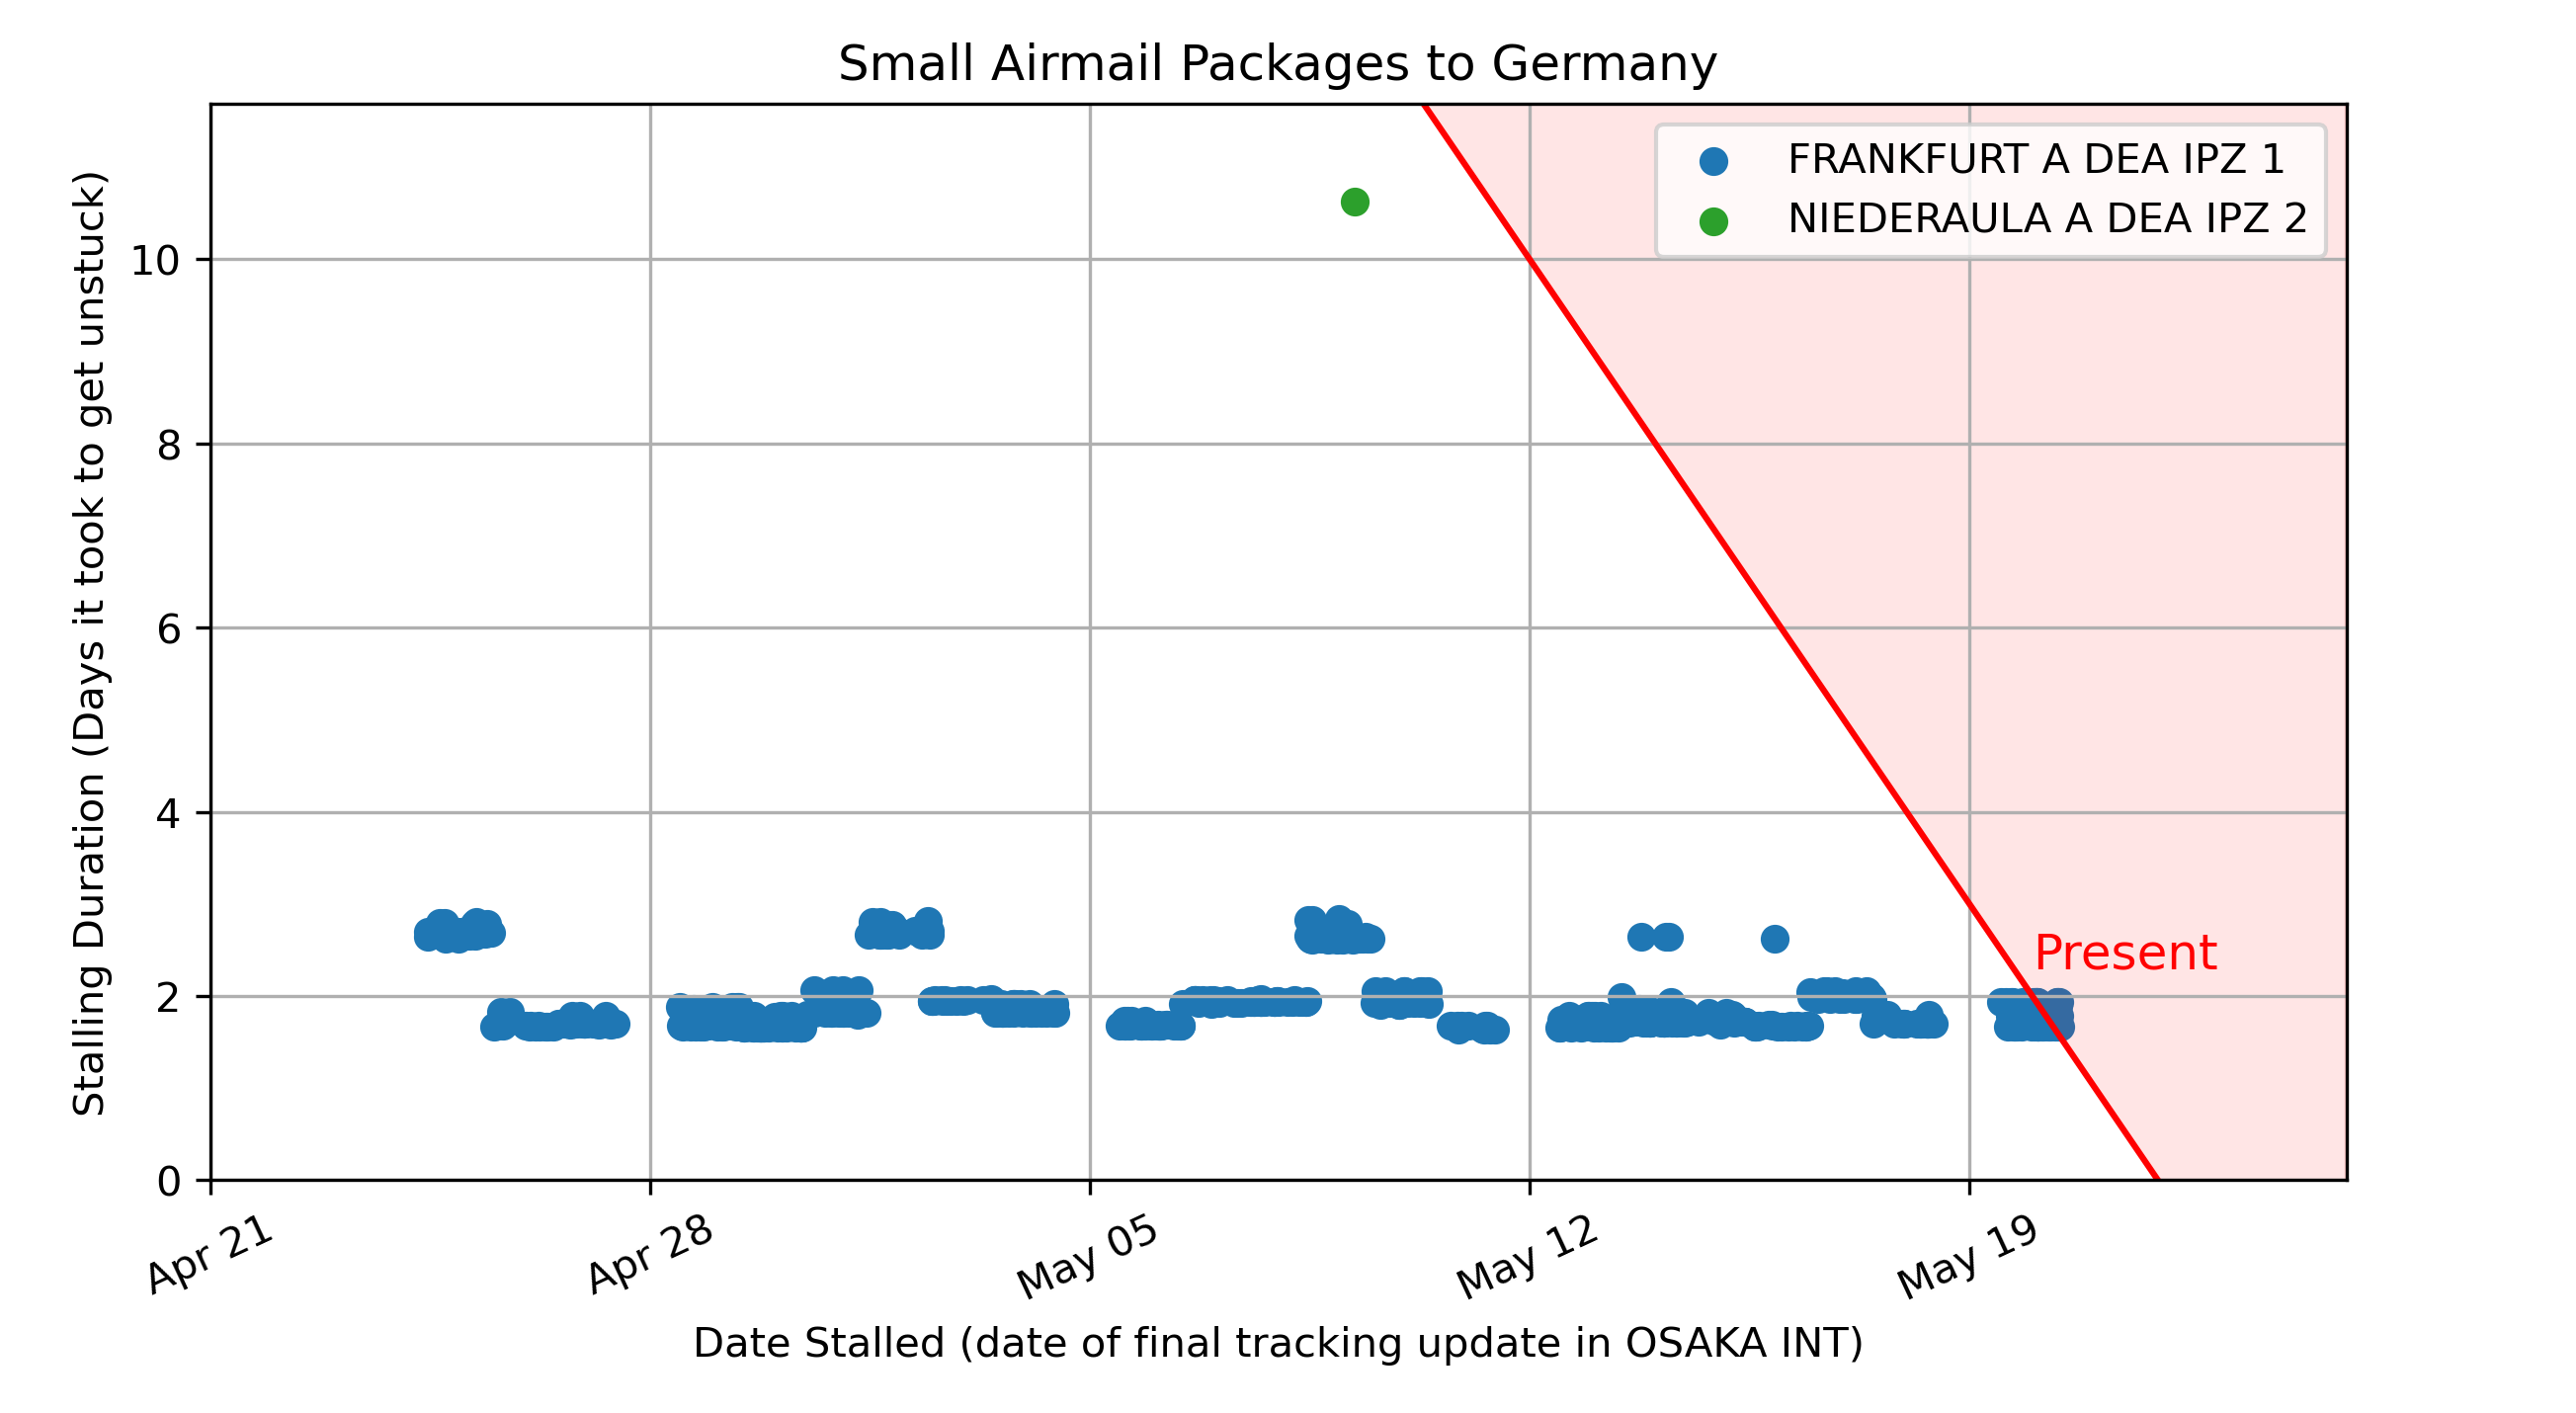 Small Airmail Packages to Germany
FRANKFURT A DEA IPZ 1
NIEDERAULA A DEA IPZ 2
Stalling Duration (Days it took to get unstuck)
10
8
6
4
2
0
Present
Apr 21
Apr 28
May 05
May 12
May 19
Date Stalled (date of final tracking update in OSAKA INT)